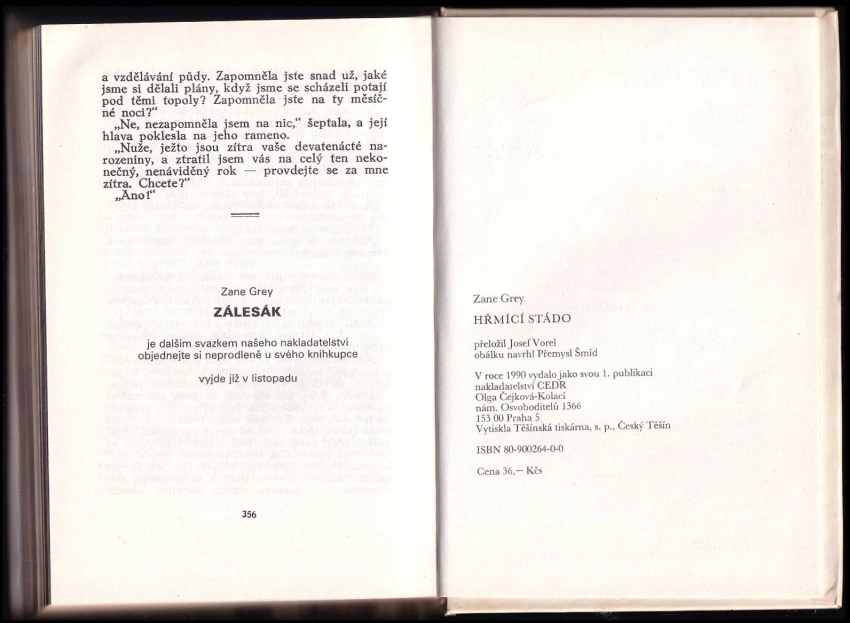 a vzdělávání půdy. Zapomněla jste snad už, jaké
jsme si dělali plány, když jsme se scházeli potají
pod těmi topoly? Zapomněla jste na ty měsíč-
né noci?“
„Ne, nezapomněla jsem na nic,“ šeptala, a její
hlava poklesla na jeho rameno.
„Nuže, ježto jsou zítra vaše devatenácté na-
rozeniny, a ztratil jsem vás na celý ten neko-
nečný, nenáviděný rok — provdejte se za mne
zítra. Chcete?“
„Ano!“
Zane Grey
ZÁLESÁK
je dalším svazkem našeho nakladatelství
objednejte si neprodleně u svého knihkupce
vyjde již v listopadu
356
Zane Grey
HŘMÍCÍ STÁDO
přeložil Josef Vorel
obálku navrhl Přemysl Šmíd
V roce 1990 vydalo jako svou 1. publikaci
nakladatelství CEDR
Olga Čejková-Kolací
nám. Osvoboditelů 1366
153 00 Praha 5
Vytiskla Těšínská tiskárna, s. p., Český Těšín
ISBN 80-900264-0-0
Cena 36,— Kčs